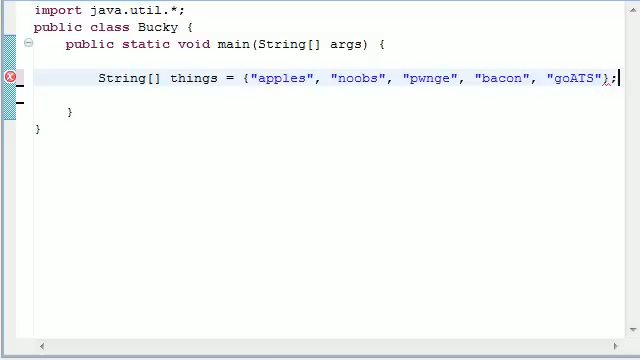 import java.util.*;
public class Bucky {
public static void main(String[] args) {
String[] things = {"apples", "noobs", "pwnge", "bacon", "goATS"};
}
}